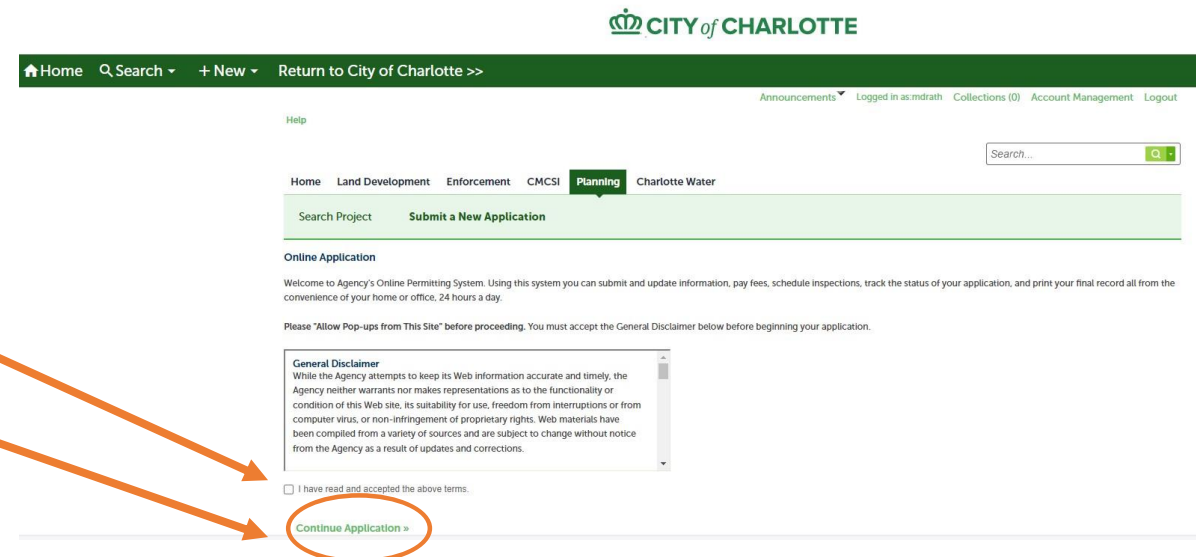 CITY of CHARLOTTE
Home Search + New Return to City of Charlotte >>
Announcements Logged in as:mdrath Collections (0) Account Management Logout
Help
Search...
Home Land Development Enforcement CMCSI Planning Charlotte Water
Search Project Submit a New Application
Online Application
Welcome to Agency's Online Permitting System. Using this system you can submit and update information, pay fees, schedule inspections, track the status of your application, and print your final record all from the
convenience of your home or office, 24 hours a day.
Please "Allow Pop-ups from This Site" before proceeding. You must accept the General Disclaimer below before beginning your application.
General Disclaimer
While the Agency attempts to keep its Web information accurate and timely, the
Agency neither warrants nor makes representations as to the functionality or
condition of this Web site, its suitability for use, freedom from interruptions or from
computer virus, or non-infringement of proprietary rights. Web materials have
been compiled from a variety of sources and are subject to change without notice
from the Agency as a result of updates and corrections.
I have read and accepted the above terms.
Continue Application »